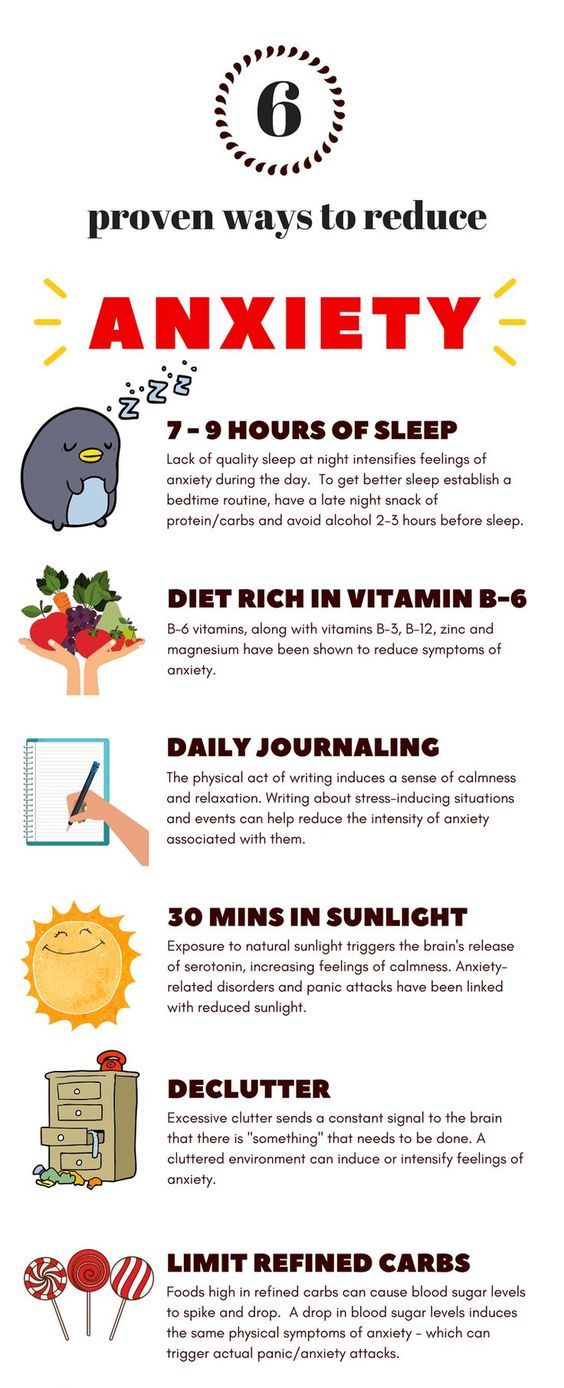 6
proven ways to reduce
ANXIETY
z z z z
7 - 9 HOURS OF SLEEP
Lack of quality sleep at night intensifies feelings of
anxiety during the day.  To get better sleep establish a
bedtime routine, have a late night snack of
protein/carbs and avoid alcohol 2-3 hours before sleep.
DIET RICH IN VITAMIN B-6
B-6 vitamins, along with vitamins B-3, B-12, zinc and
magnesium have been shown to reduce symptoms of
anxiety.
DAILY JOURNALING
The physical act of writing induces a sense of calmness
and relaxation. Writing about stress-inducing situations
and events can help reduce the intensity of anxiety
associated with them.
30 MINS IN SUNLIGHT
Exposure to natural sunlight triggers the brain's release
of serotonin, increasing feelings of calmness. Anxiety-
related disorders and panic attacks have been linked
with reduced sunlight.
DECLUTTER
Excessive clutter sends a constant signal to the brain
that there is "something" that needs to be done. A
cluttered environment can induce or intensify feelings of
anxiety.
LIMIT REFINED CARBS
Foods high in refined carbs can cause blood sugar levels
to spike and drop.  A drop in blood sugar levels induces
the same physical symptoms of anxiety - which can
trigger actual panic/anxiety attacks.